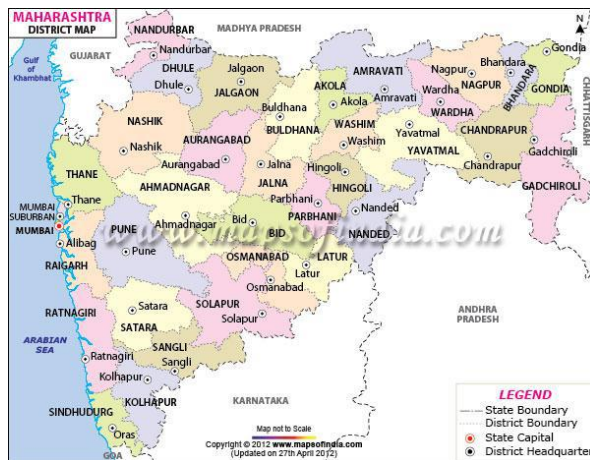 MAHARASHTRA
DISTRICT MAP
MADHYA PRADESH
N
NANDURBAR
Nandurbar
GUJARAT
Gulf
of
Khambhat
DHULE
Dhule
Jalgaon
JALGAON
AMRAVATI
Amravati
AKOLA
Akola
Nagpur
NAGPUR
Bhandara
BHANDARA
Gondia
GONDIA
CHHATTISGARH
Wardha
WARDHA
Buldhana
BULDHANA
WASHIM
Washim
Yavatmal
YAVATMAL
CHANDRAPUR
Chandrapur
Gadchiroli
GADCHIROLI
NASHIK
Nashik
AURANGABAD
Aurangabad
Jalna
JALNA
Hingoli
HINGOLI
THANE
Thane
AHMADNAGAR
Ahmadnagar
Parbhani
PARBHANI
Nanded
NANDED
MUMBAI
SUBURBAN
MUMBAI
Alibag
RAIGARH
PUNE
Pune
Bid
BID
www.mapsofindia.com
OSMANABAD
Osmanabad
LATUR
Latur
RATNAGIRI
Ratnagiri
Satara
SATARA
SOLAPUR
Solapur
ANDHRA
PRADESH
ARABIAN
SEA
SANGLI
Sangli
Kolhapur
KOLHAPUR
SINDHUDURG
Oras
GOA
KARNATAKA
Map not to Scale
Copyright © 2012 www.mapsofindia.com
(Updated on 27th April 2012)
LEGEND
State Boundary
District Boundary
State Capital
District Headquarter